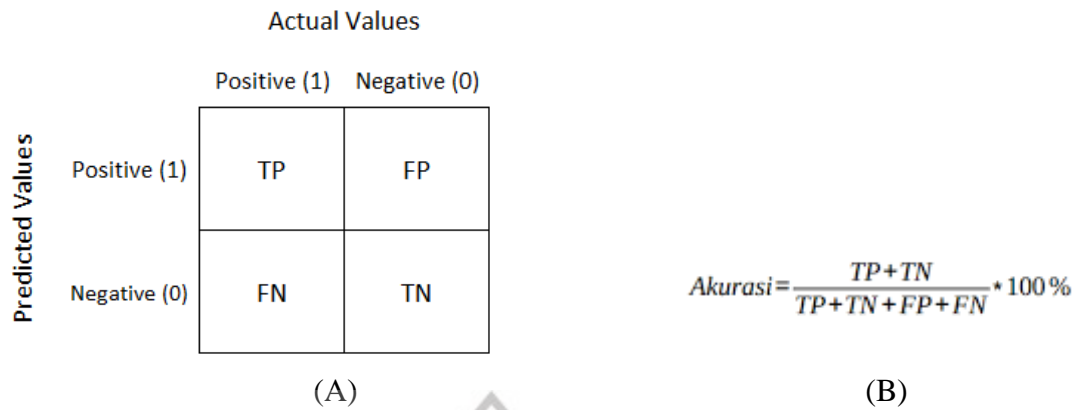 Actual Values
Positive (1) Negative (0)
Predicted Values
Positive (1) TP FP
Negative (0) FN TN
(A)
Akurasi = TP+TN / TP+TN+FP+FN * 100%
(B)